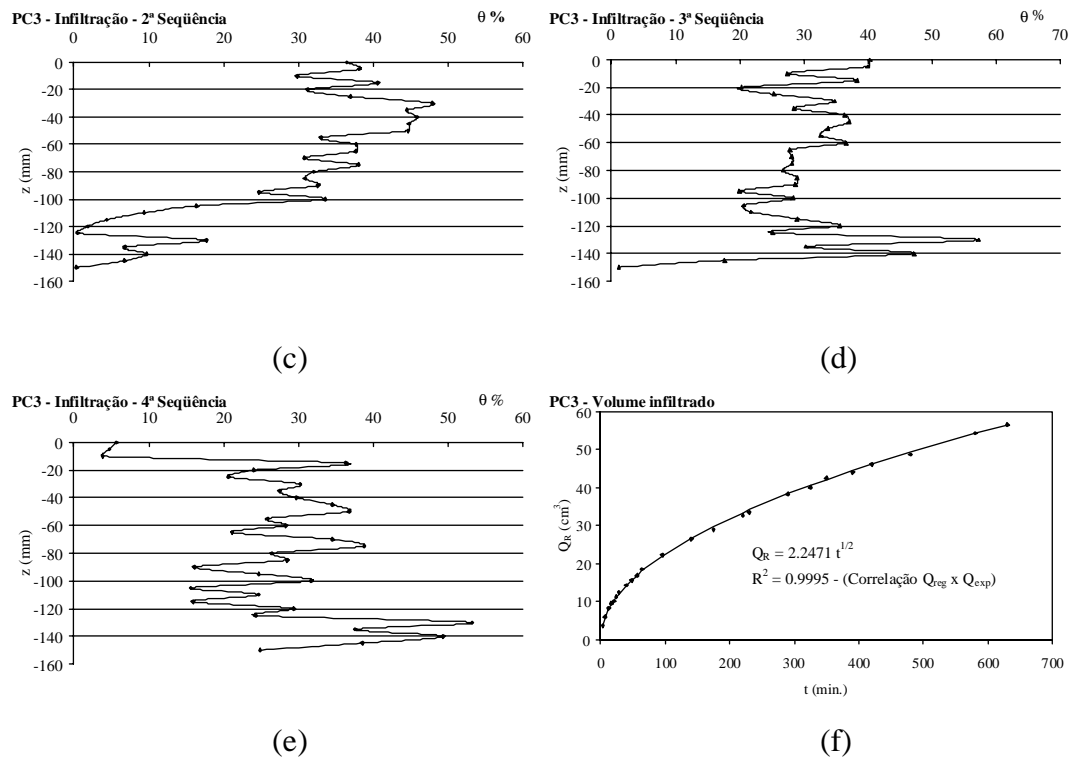 PC3 - Infiltração - 2ª Seqüência
θ %
0 10 20 30 40 50 60
0
-20
-40
-60
-80
-100
-120
-140
-160
z (mm)
(c)
PC3 - Infiltração - 3ª Seqüência
θ %
0 10 20 30 40 50 60 70
0
-20
-40
-60
-80
-100
-120
-140
-160
z (mm)
(d)
PC3 - Infiltração - 4ª Seqüência
θ %
0 10 20 30 40 50 60
0
-20
-40
-60
-80
-100
-120
-140
-160
z (mm)
(e)
PC3 - Volume infiltrado
60
50
40
30
20
10
0
Q_R (cm³)
Q_R = 2.2471 t^1/2
R² = 0.9995 - (Correlação Q_reg x Q_exp)
0 100 200 300 400 500 600 700
t (min.)
(f)